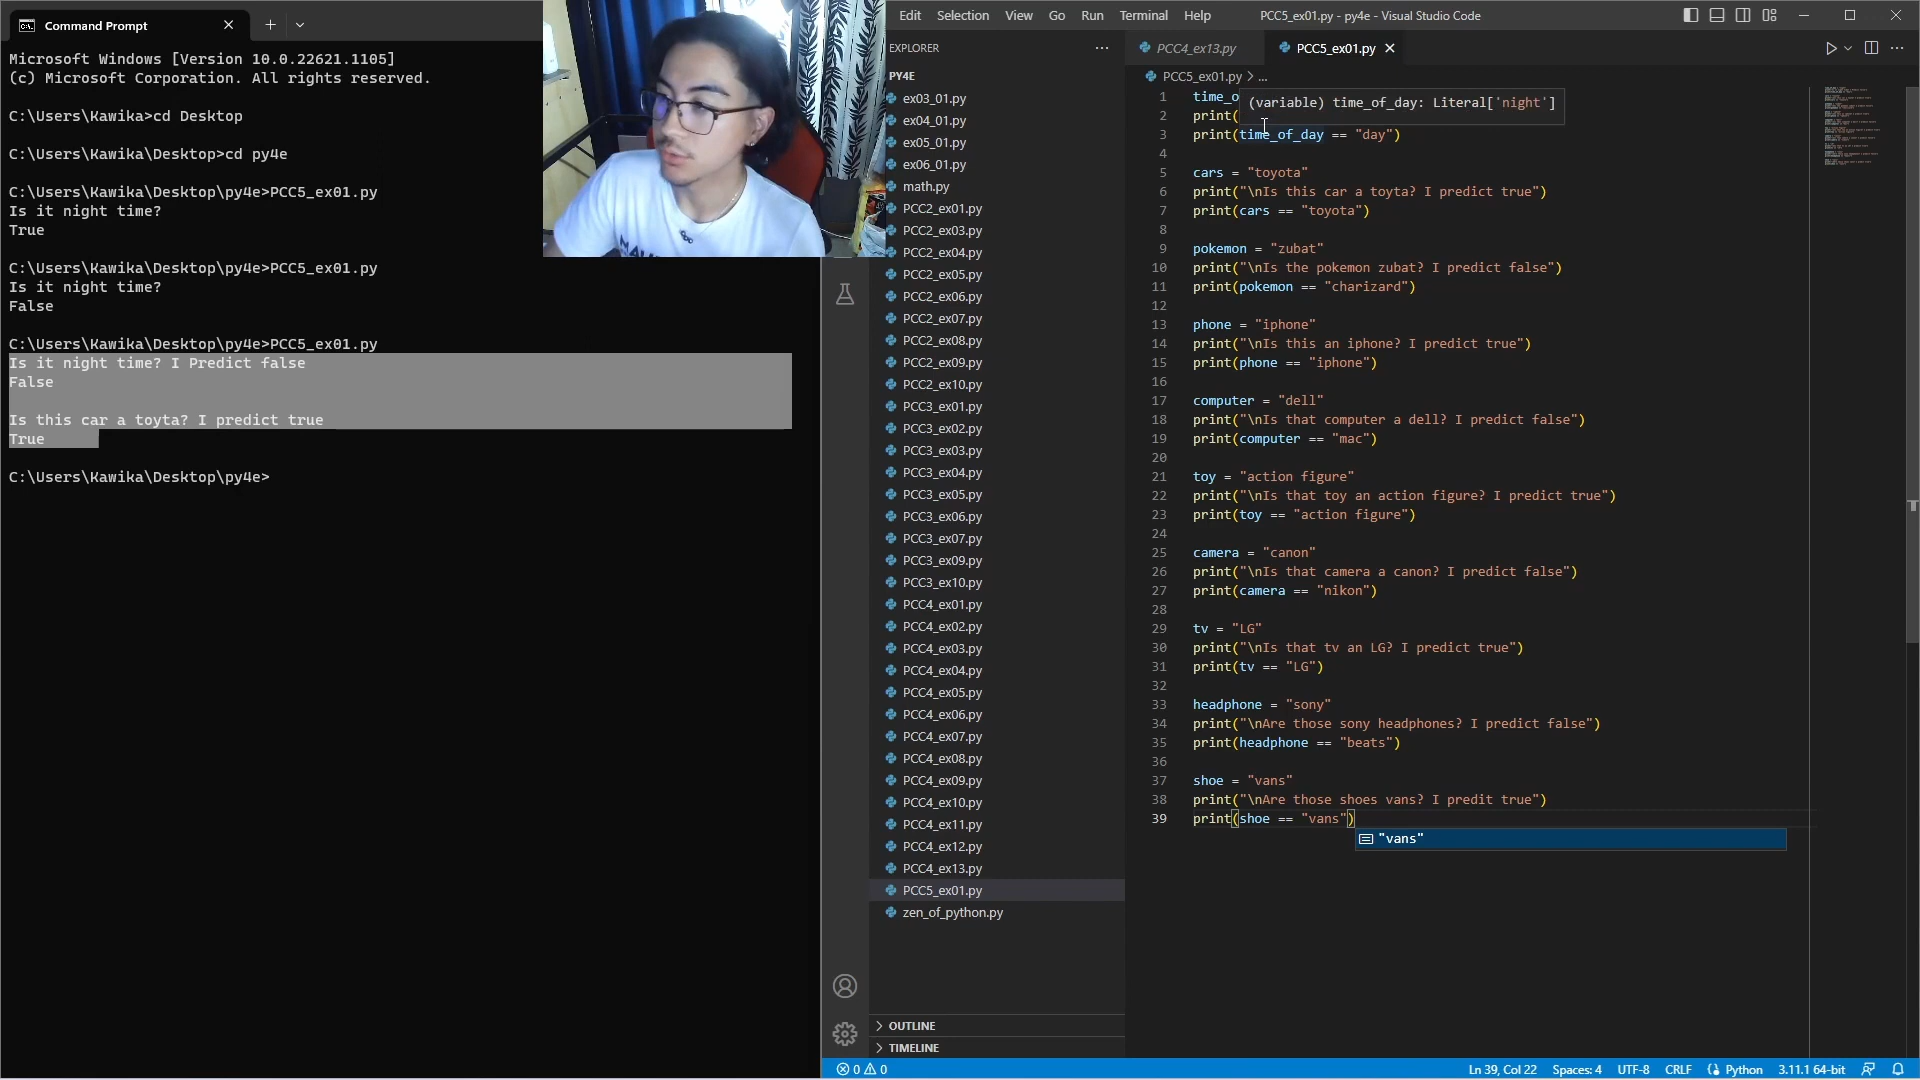 Command Prompt
Microsoft Windows [Version 10.0.22621.1105]
(c) Microsoft Corporation. All rights reserved.
C:\Users\Kawika>cd Desktop
C:\Users\Kawika\Desktop>cd py4e
C:\Users\Kawika\Desktop\py4e>PCC5_ex01.py
Is it night time?
True
C:\Users\Kawika\Desktop\py4e>PCC5_ex01.py
Is it night time?
False
C:\Users\Kawika\Desktop\py4e>PCC5_ex01.py
Is it night time? I Predict false
False
Is this car a toyta? I predict true
True
C:\Users\Kawika\Desktop\py4e>
Edit Selection View Go Run Terminal Help PCC5_ex01.py - py4e - Visual Studio Code
EXPLORER
PY4E
ex03_01.py
ex04_01.py
ex05_01.py
ex06_01.py
math.py
PCC2_ex01.py
PCC2_ex03.py
PCC2_ex04.py
PCC2_ex05.py
PCC2_ex06.py
PCC2_ex07.py
PCC2_ex08.py
PCC2_ex09.py
PCC2_ex10.py
PCC3_ex01.py
PCC3_ex02.py
PCC3_ex03.py
PCC3_ex04.py
PCC3_ex05.py
PCC3_ex06.py
PCC3_ex07.py
PCC3_ex09.py
PCC3_ex10.py
PCC4_ex01.py
PCC4_ex02.py
PCC4_ex03.py
PCC4_ex04.py
PCC4_ex05.py
PCC4_ex06.py
PCC4_ex07.py
PCC4_ex08.py
PCC4_ex09.py
PCC4_ex10.py
PCC4_ex11.py
PCC4_ex12.py
PCC4_ex13.py
PCC5_ex01.py
zen_of_python.py
OUTLINE
TIMELINE
PCC4_ex13.py PCC5_ex01.py
PCC5_ex01.py > ...
(variable) time_of_day: Literal['night']
1 time_o
2 print(
3 print(time_of_day == "day")
4
5 cars = "toyota"
6 print("\nIs this car a toyta? I predict true")
7 print(cars == "toyota")
8
9 pokemon = "zubat"
10 print("\nIs the pokemon zubat? I predict false")
11 print(pokemon == "charizard")
12
13 phone = "iphone"
14 print("\nIs this an iphone? I predict true")
15 print(phone == "iphone")
16
17 computer = "dell"
18 print("\nIs that computer a dell? I predict false")
19 print(computer == "mac")
20
21 toy = "action figure"
22 print("\nIs that toy an action figure? I predict true")
23 print(toy == "action figure")
24
25 camera = "canon"
26 print("\nIs that camera a canon? I predict false")
27 print(camera == "nikon")
28
29 tv = "LG"
30 print("\nIs that tv an LG? I predict true")
31 print(tv == "LG")
32
33 headphone = "sony"
34 print("\nAre those sony headphones? I predict false")
35 print(headphone == "beats")
36
37 shoe = "vans"
38 print("\nAre those shoes vans? I predit true")
39 print(shoe == "vans")
"vans"
0 0 Ln 39, Col 22 Spaces: 4 UTF-8 CRLF Python 3.11.1 64-bit